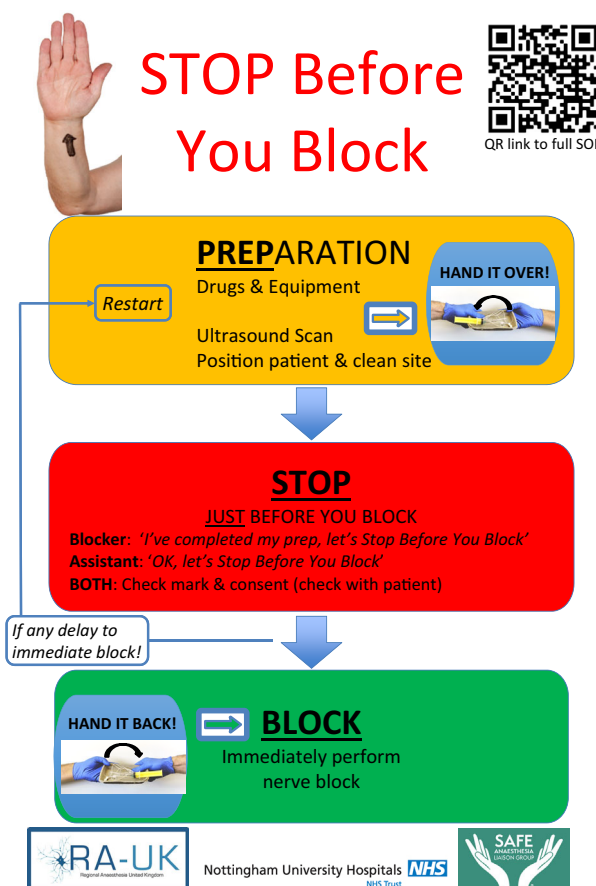 STOP Before
You Block
QR link to full SO
PREPARATION
Drugs & Equipment
HAND IT OVER!
Restart
Ultrasound Scan
Position patient & clean site
STOP
JUST BEFORE YOU BLOCK
Blocker: ‘I’ve completed my prep, let’s Stop Before You Block’
Assistant: ‘OK, let’s Stop Before You Block’
BOTH: Check mark & consent (check with patient)
If any delay to
immediate block!
HAND IT BACK!
BLOCK
Immediately perform
nerve block
RA-UK
Regional Anaesthesia United Kingdom
Nottingham University Hospitals NHS
NHS Trust
SAFE
ANAESTHESIA
LIAISON GROUP